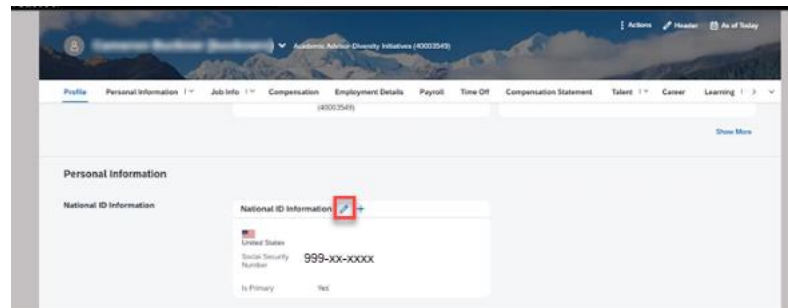 Actions Header As of Today
Academic Advisor-Diversity Initiatives (40003549)
Profile Personal Information Job Info Compensation Employment Details Payroll Time Off Compensation Statement Talent Career Learning
(40003549)
Show More
Personal Information
National ID Information
National ID Information
United States
Social Security Number
999-xx-xxxx
Is Primary Yes